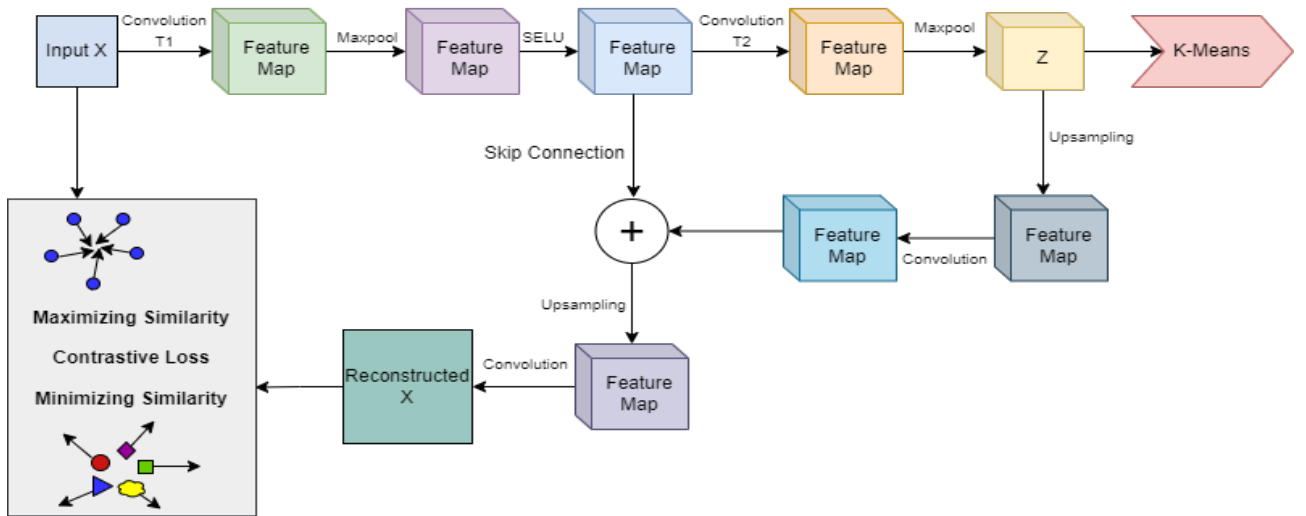 Input X
Convolution
T1
Feature
Map
Maxpool
Feature
Map
SELU
Feature
Map
Convolution
T2
Feature
Map
Maxpool
Z
K-Means
Skip Connection
Upsampling
+
Feature
Map
Convolution
Feature
Map
Upsampling
Maximizing Similarity
Contrastive Loss
Minimizing Similarity
Reconstructed
X
Convolution
Feature
Map